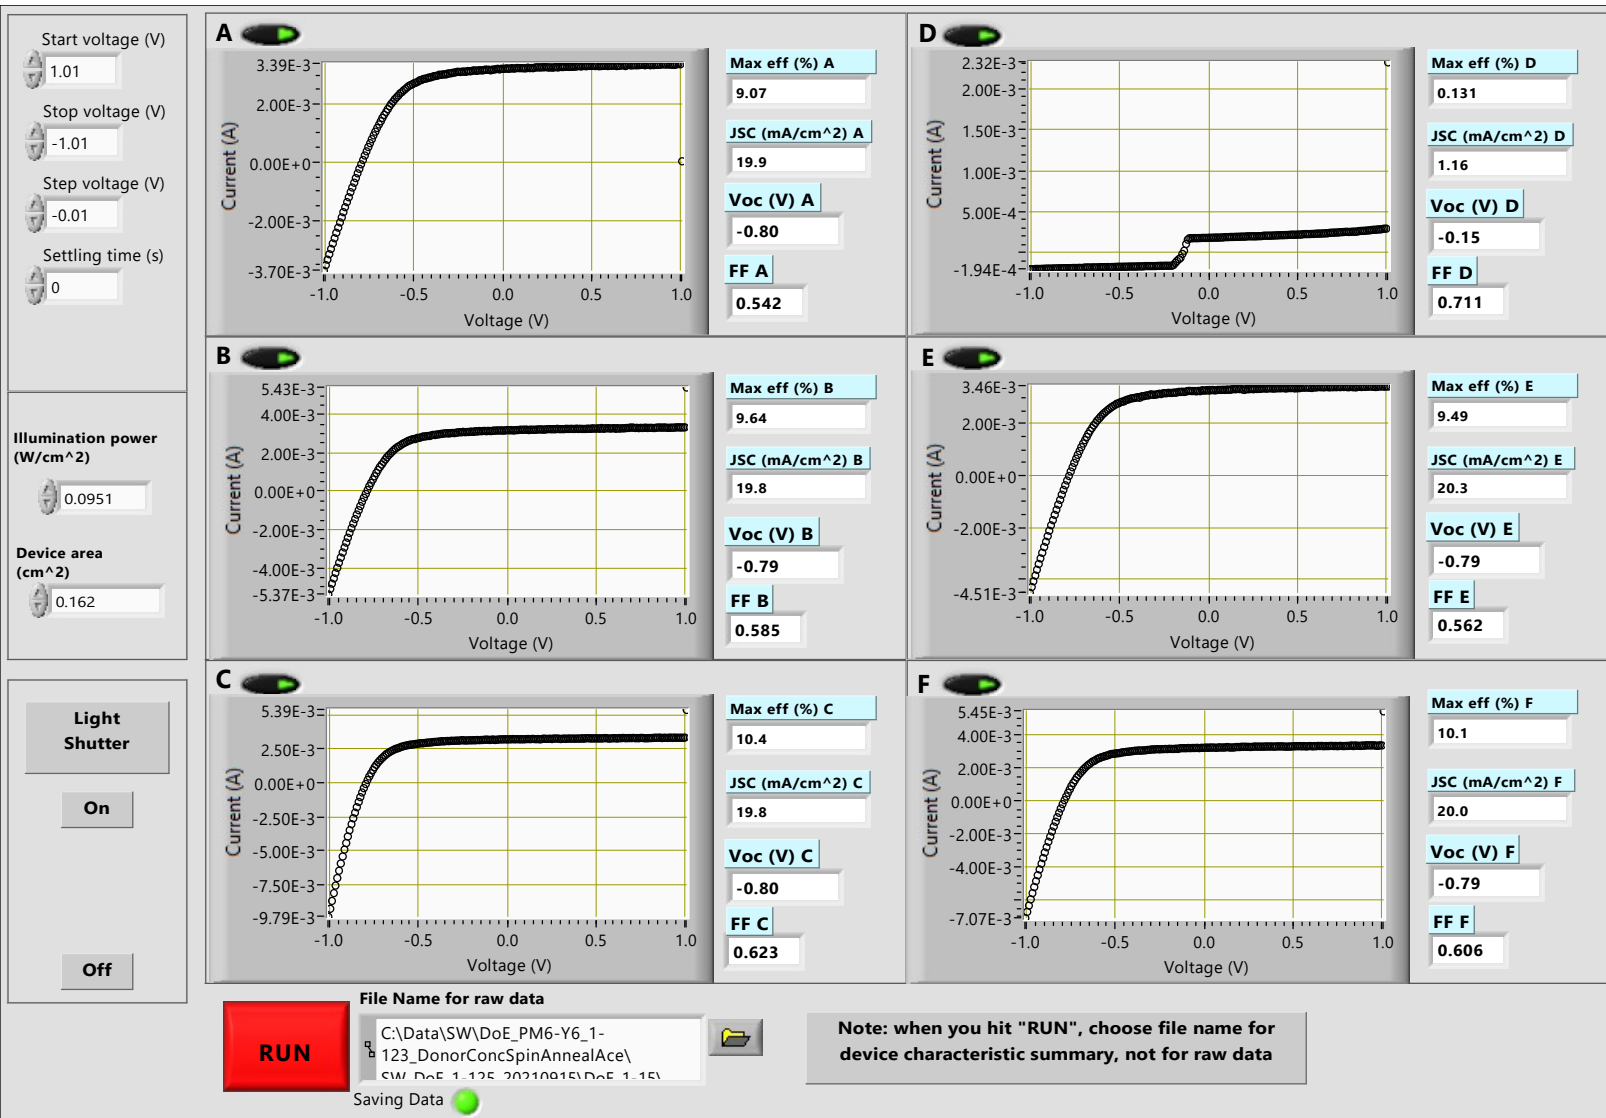 Start voltage (V)
1.01
Stop voltage (V)
-1.01
Step voltage (V)
-0.01
Settling time (s)
0
Illumination power
(W/cm^2)
0.0951
Device area
(cm^2)
0.162
Light
Shutter
On
Off
A
Current (A)
3.39E-3
2.00E-3
0.00E+0
-2.00E-3
-3.70E-3
-1.0 -0.5 0.0 0.5 1.0
Voltage (V)
Max eff (%) A
9.07
JSC (mA/cm^2) A
19.9
Voc (V) A
-0.80
FF A
0.542
B
Current (A)
5.43E-3
4.00E-3
2.00E-3
0.00E+0
-2.00E-3
-4.00E-3
-5.37E-3
-1.0 -0.5 0.0 0.5 1.0
Voltage (V)
Max eff (%) B
9.64
JSC (mA/cm^2) B
19.8
Voc (V) B
-0.79
FF B
0.585
C
Current (A)
5.39E-3
2.50E-3
0.00E+0
-2.50E-3
-5.00E-3
-7.50E-3
-9.79E-3
-1.0 -0.5 0.0 0.5 1.0
Voltage (V)
Max eff (%) C
10.4
JSC (mA/cm^2) C
19.8
Voc (V) C
-0.80
FF C
0.623
D
Current (A)
2.32E-3
2.00E-3
1.50E-3
1.00E-3
5.00E-4
-1.94E-4
-1.0 -0.5 0.0 0.5 1.0
Voltage (V)
Max eff (%) D
0.131
JSC (mA/cm^2) D
1.16
Voc (V) D
-0.15
FF D
0.711
E
Current (A)
3.46E-3
2.00E-3
0.00E+0
-2.00E-3
-4.51E-3
-1.0 -0.5 0.0 0.5 1.0
Voltage (V)
Max eff (%) E
9.49
JSC (mA/cm^2) E
20.3
Voc (V) E
-0.79
FF E
0.562
F
Current (A)
5.45E-3
4.00E-3
2.00E-3
0.00E+0
-2.00E-3
-4.00E-3
-7.07E-3
-1.0 -0.5 0.0 0.5 1.0
Voltage (V)
Max eff (%) F
10.1
JSC (mA/cm^2) F
20.0
Voc (V) F
-0.79
FF F
0.606
RUN
File Name for raw data
C:\Data\SW\DoE_PM6-Y6_1-
123_DonorConcSpinAnnealAce\
SW_DoE_1-125_20210915\DoE_1-15\
Saving Data
Note: when you hit "RUN", choose file name for
device characteristic summary, not for raw data